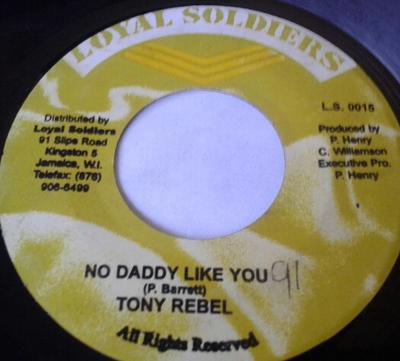 LOYAL SOLDIERS
Distributed by
Loyal Soldiers
91 Slipe Road
Kingston 5
Jamaica, W.I.
Telefax: (876)
906-6499
L.S. 0015
Produced by
P. Henry
C. Williamson
Executive Pro.
P. Henry
NO DADDY LIKE YOU 91
(P. Barrett)
TONY REBEL
All Rights Reserved